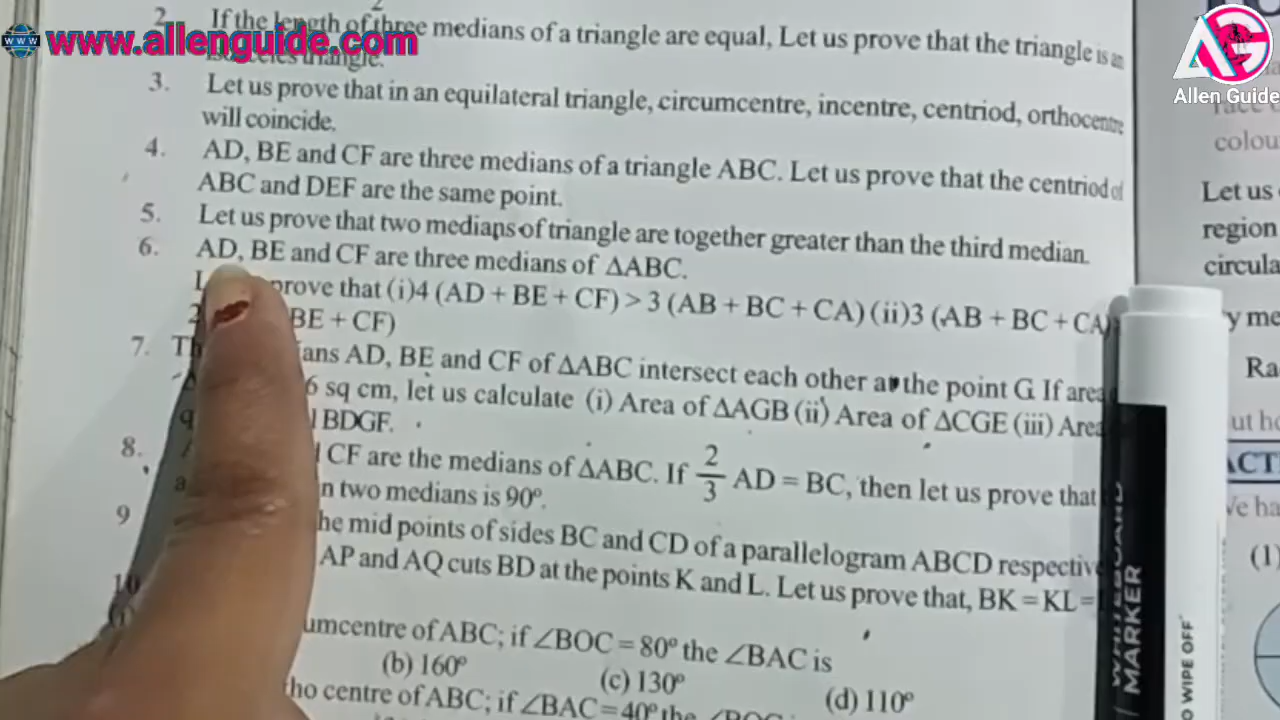 2
2. If the length of three medians of a triangle are equal, Let us prove that the triangle is an
www.allenguide.com
triangle.
3. Let us prove that in an equilateral triangle, circumcentre, incentre, centriod, orthocentre
will coincide.
4. AD, BE and CF are three medians of a triangle ABC. Let us prove that the centriod of
ABC and DEF are the same point.
5. Let us prove that two medians of triangle are together greater than the third median.
6. AD, BE and CF are three medians of ΔABC.
prove that (i)4 (AD + BE + CF) > 3 (AB + BC + CA) (ii)3 (AB + BC + CA)
2 BE + CF)
7. AD, BE and CF of ΔABC intersect each other at the point G. If area
6 sq cm, let us calculate (i) Area of ΔAGB (ii) Area of ΔCGE (iii) Area
BDGF.
8. CF are the medians of ΔABC. If 2/3 AD = BC, then let us prove that
two medians is 90°.
9 the mid points of sides BC and CD of a parallelogram ABCD
AP and AQ cuts BD at the points K and L. Let us prove that, BK = KL =
10
of ABC; if ∠BOC = 80° the ∠BAC is
(b) 160° (c) 130° (d) 110°
centre of ABC; if ∠BAC = 40° the
AG
Allen Guide
colou
Let us
region
circula
y me
Ra
(1)
WHITEBOARD
MARKER
WIPE OFF